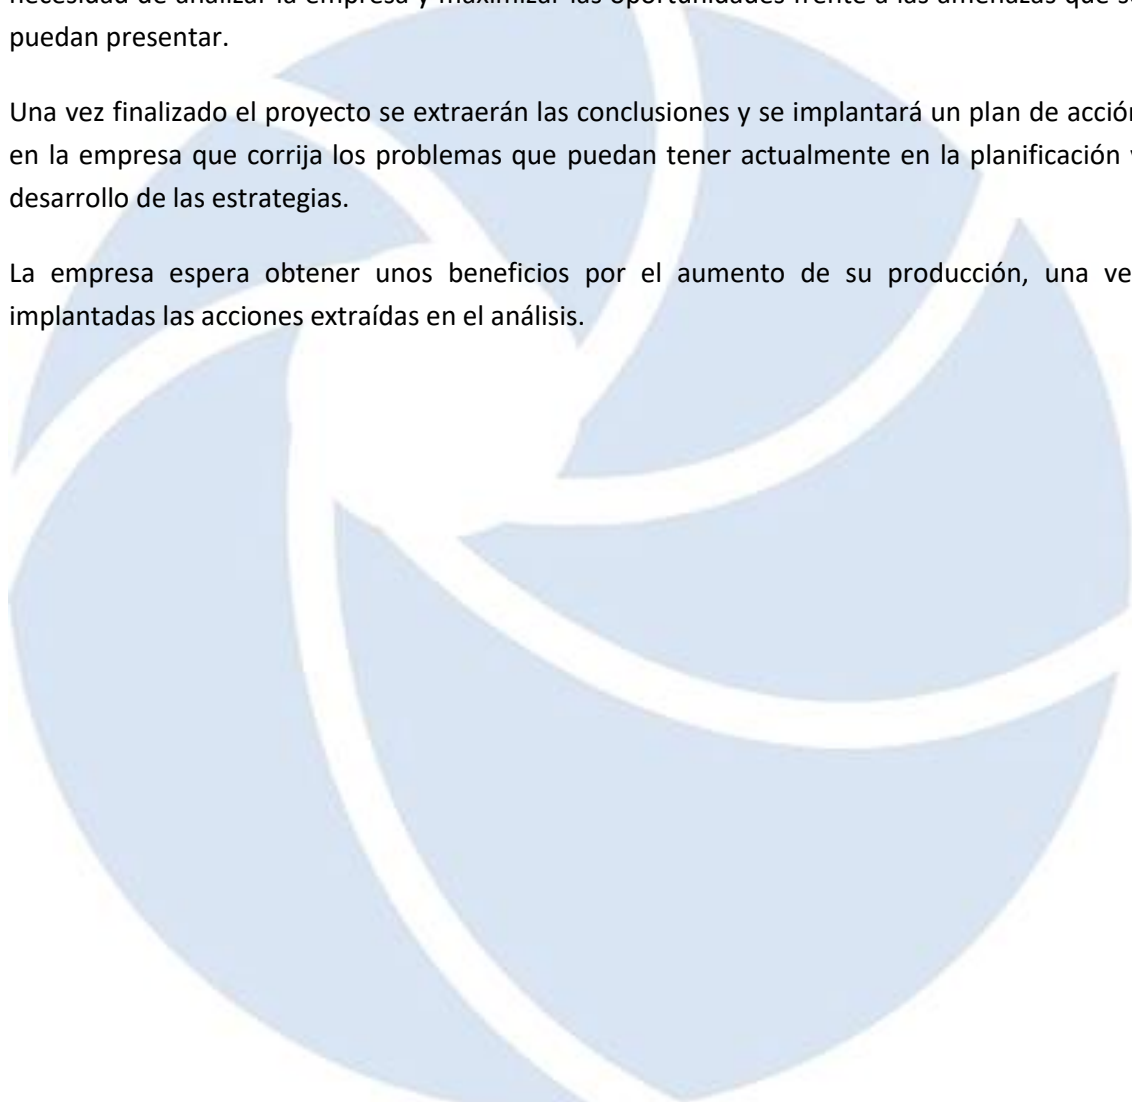 necesidad de analizar la empresa y maximizar las oportunidades frente a las amenazas que
puedan presentar.
Una vez finalizado el proyecto se extraerán las conclusiones y se implantará un plan de acción
en la empresa que corrija los problemas que puedan tener actualmente en la planificación
desarrollo de las estrategias.
La empresa espera obtener unos beneficios por el aumento de su producción, una ve
implantadas las acciones extraídas en el análisis.